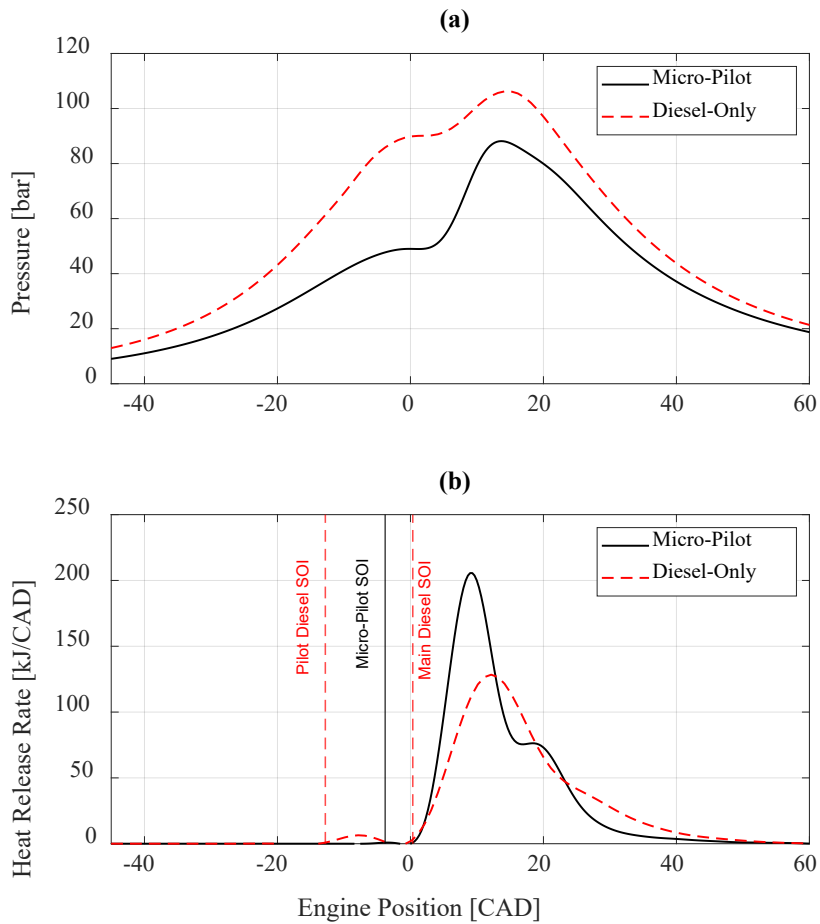 (a)
120
100
80
60
40
20
0
Pressure [bar]
-40 -20 0 20 40 60
Micro-Pilot
Diesel-Only
(b)
250
200
150
100
50
0
Heat Release Rate [kJ/CAD]
Pilot Diesel SOI
Micro-Pilot SOI
Main Diesel SOI
Micro-Pilot
Diesel-Only
-40 -20 0 20 40 60
Engine Position [CAD]